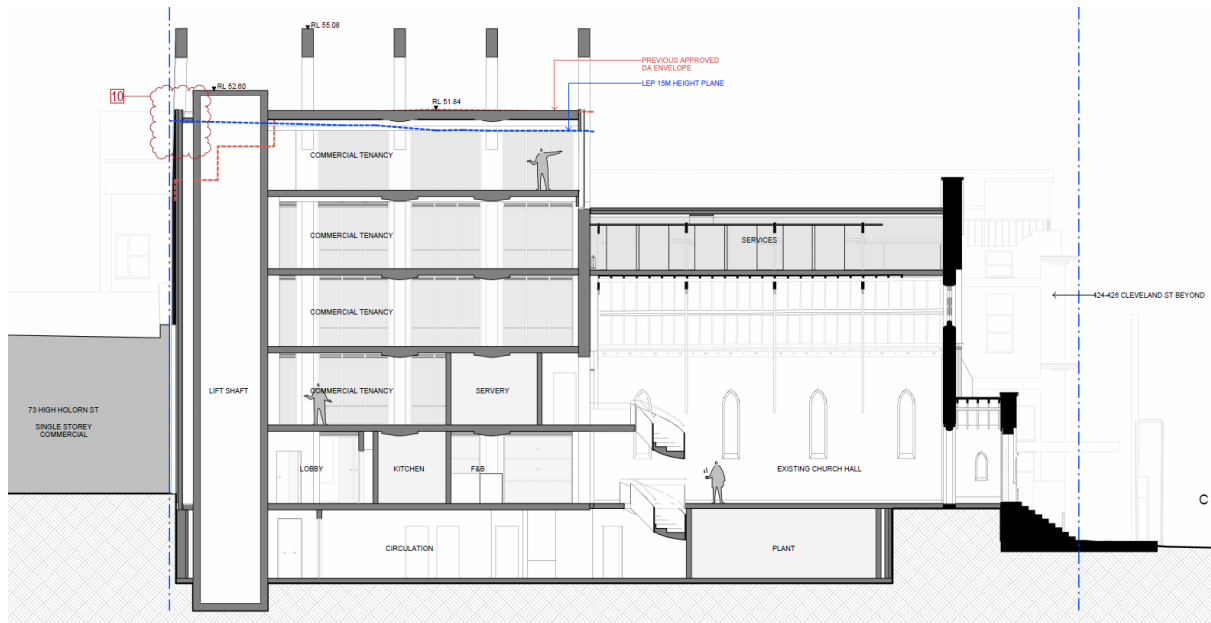 RL 55.08
PREVIOUS APPROVED
DA ENVELOPE
LEP 15M HEIGHT PLANE
10
RL 52.60
RL 51.84
COMMERCIAL TENANCY
COMMERCIAL TENANCY
SERVICES
424-426 CLEVELAND ST BEYOND
COMMERCIAL TENANCY
LIFT SHAFT
COMMERCIAL TENANCY
SERVERY
73 HIGH HOLORN ST
SINGLE STOREY
COMMERCIAL
LOBBY
KITCHEN
F&B
EXISTING CHURCH HALL
C
CIRCULATION
PLANT